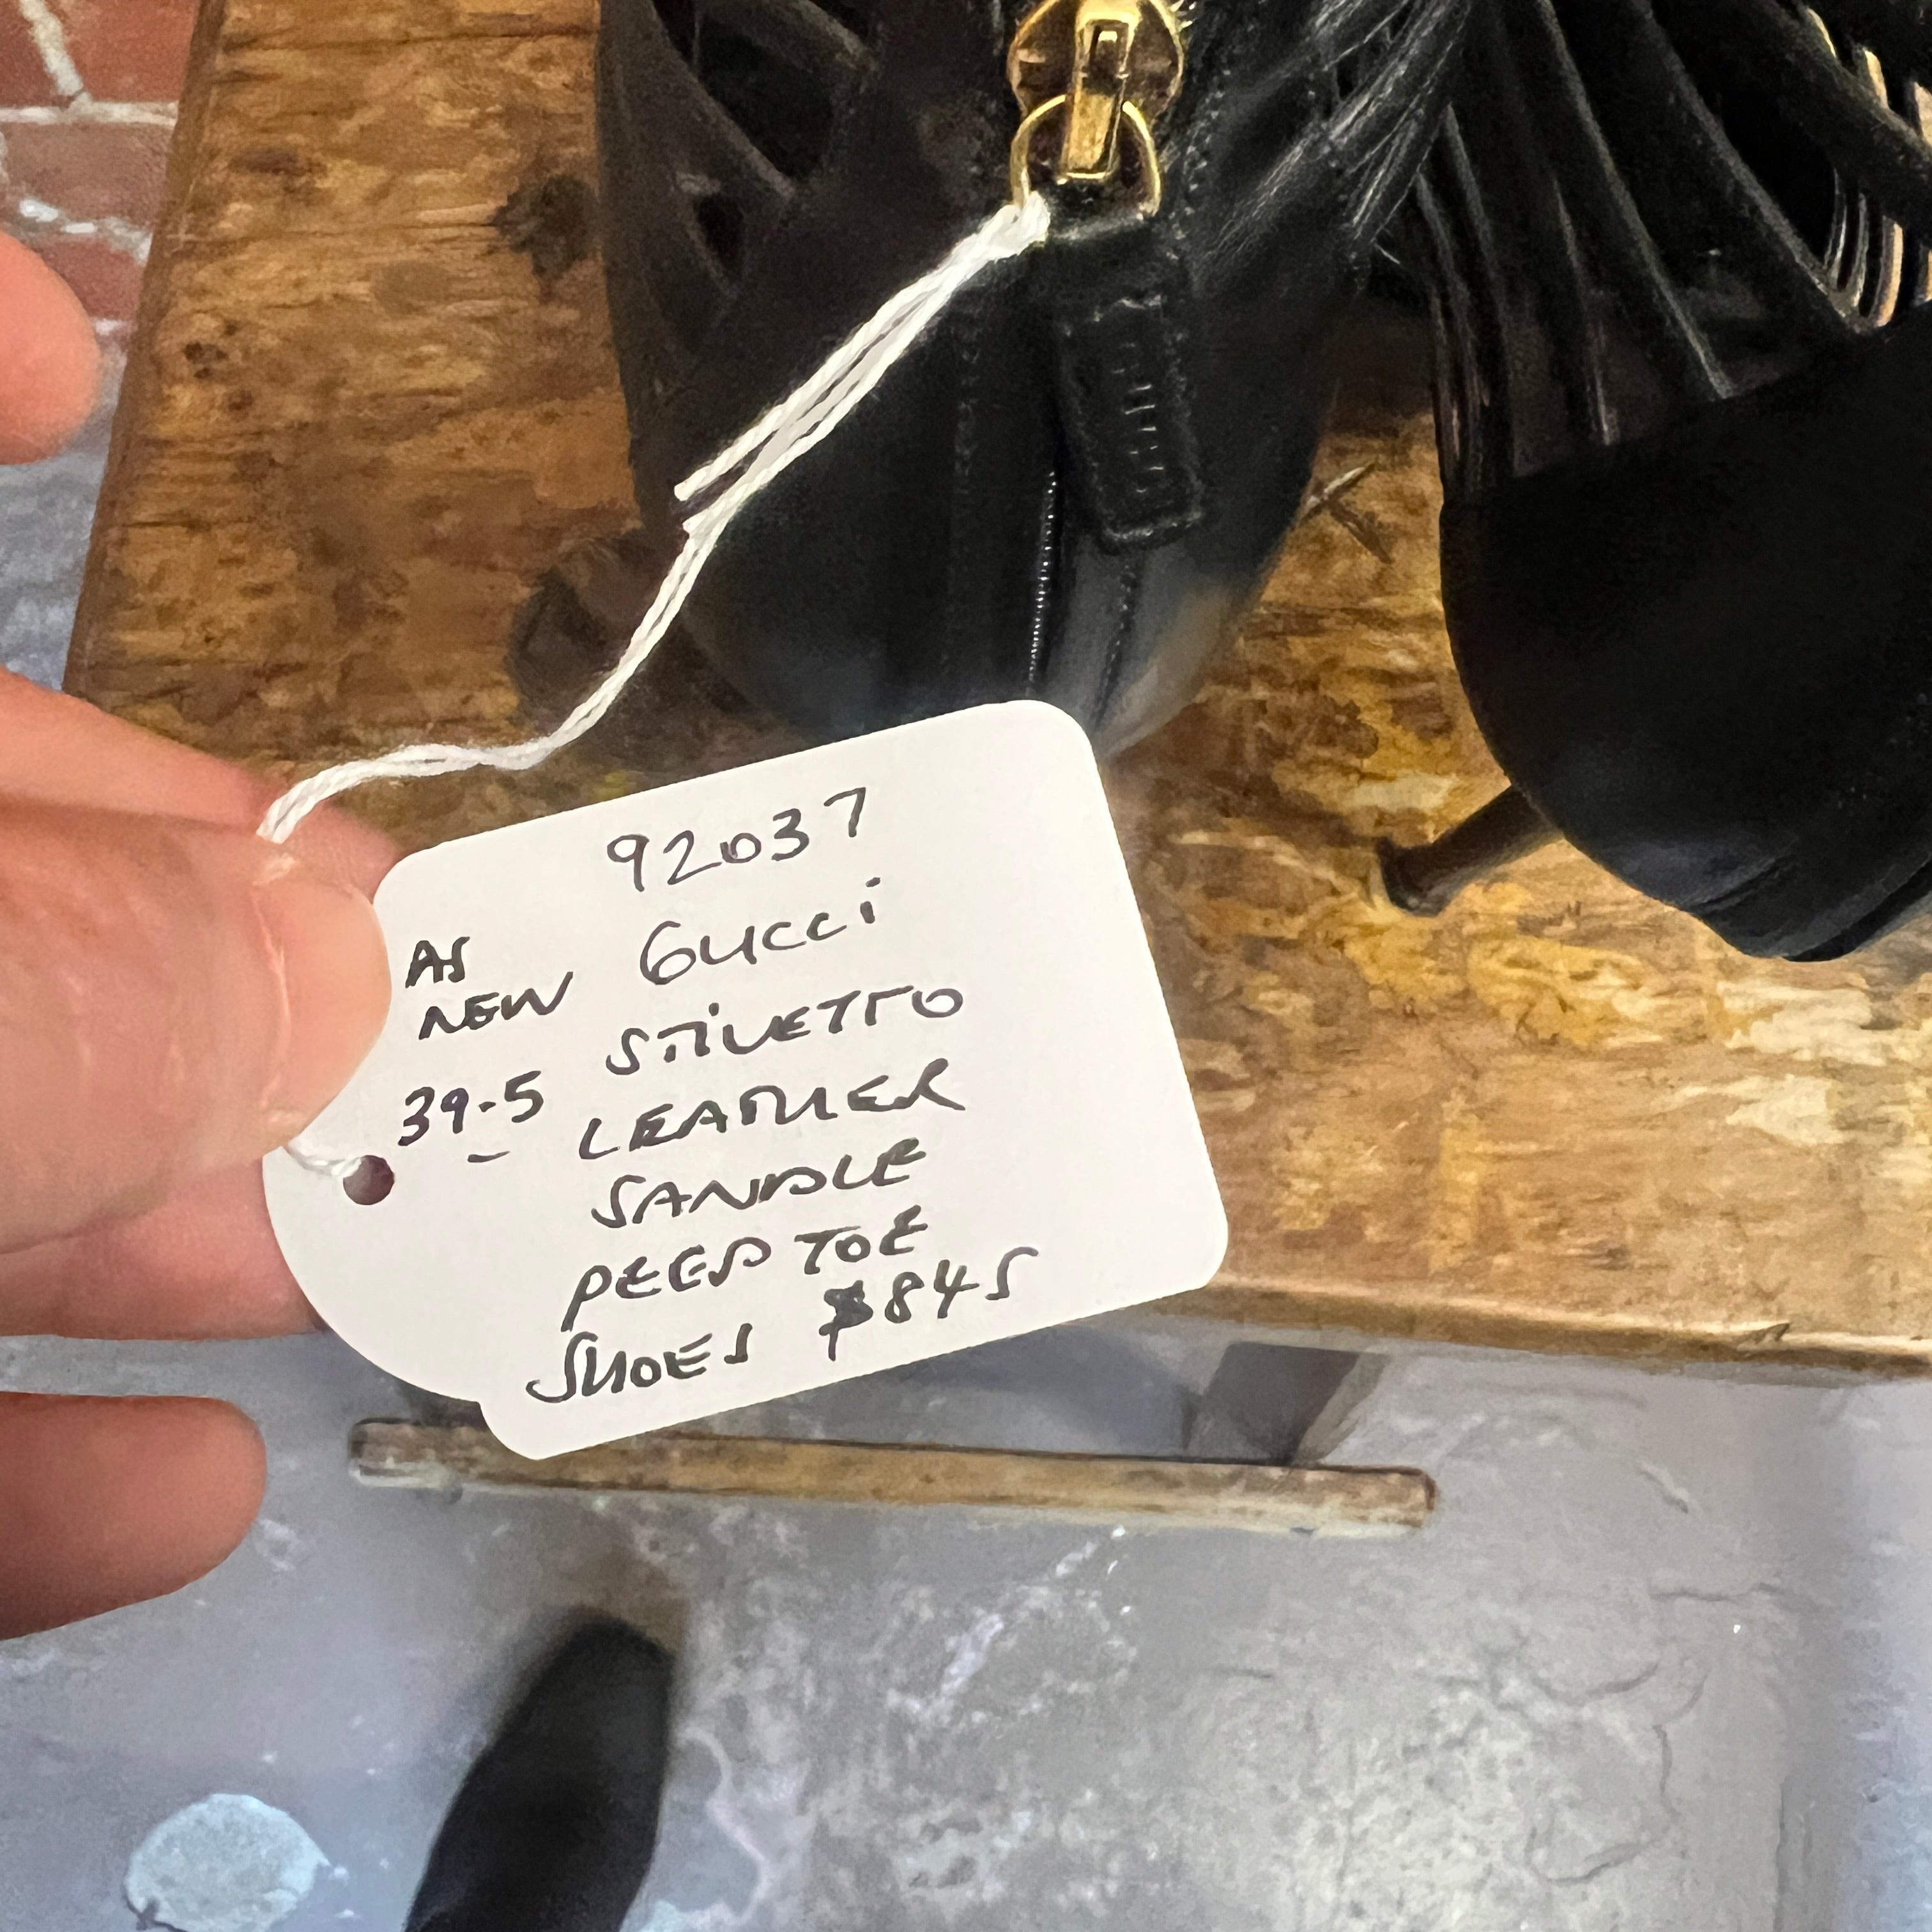 92037
AS
NEW
39.5
GUCCi
STiLETTO
LEATHER
SANDLE
PEEP TOE
SHOES $845